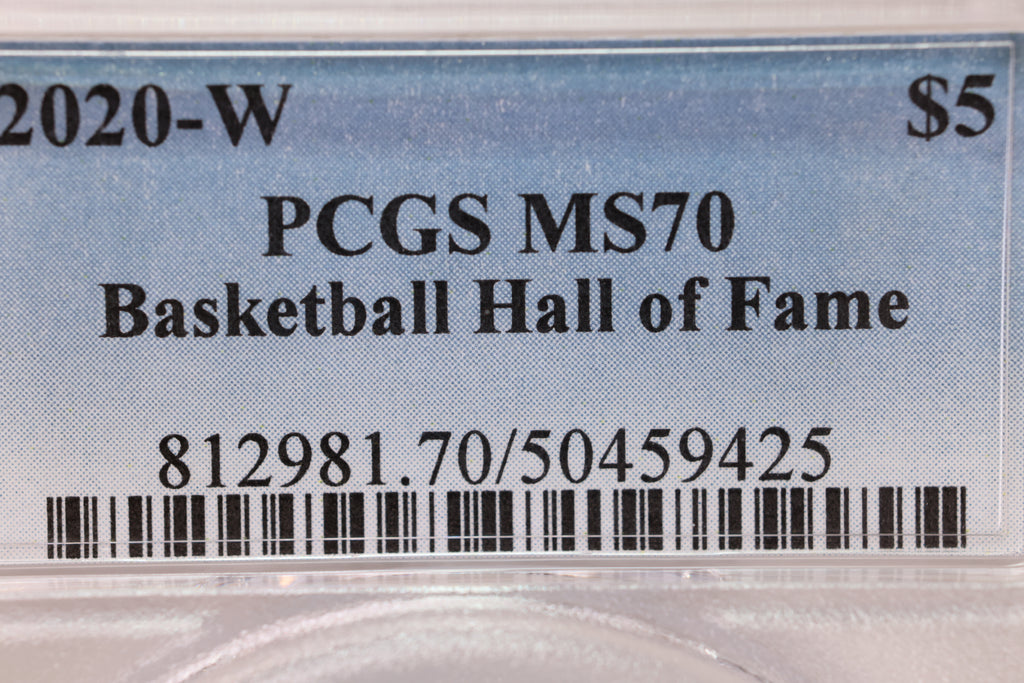 2020-W $5
PCGS MS70
Basketball Hall of Fame
812981.70/50459425